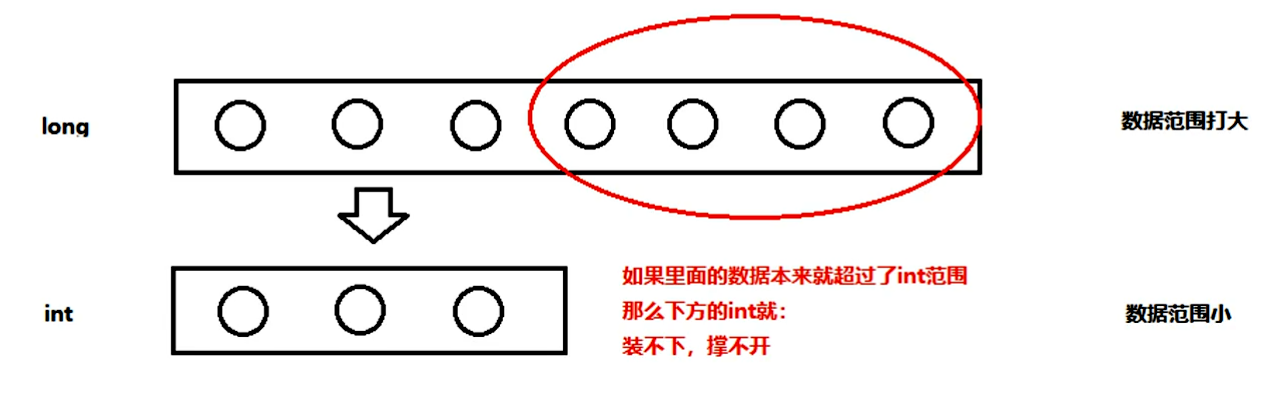 long
数据范围打大
int
如果里面的数据本来就超过了int范围
那么下方的int就：
装不下，撑不开
数据范围小